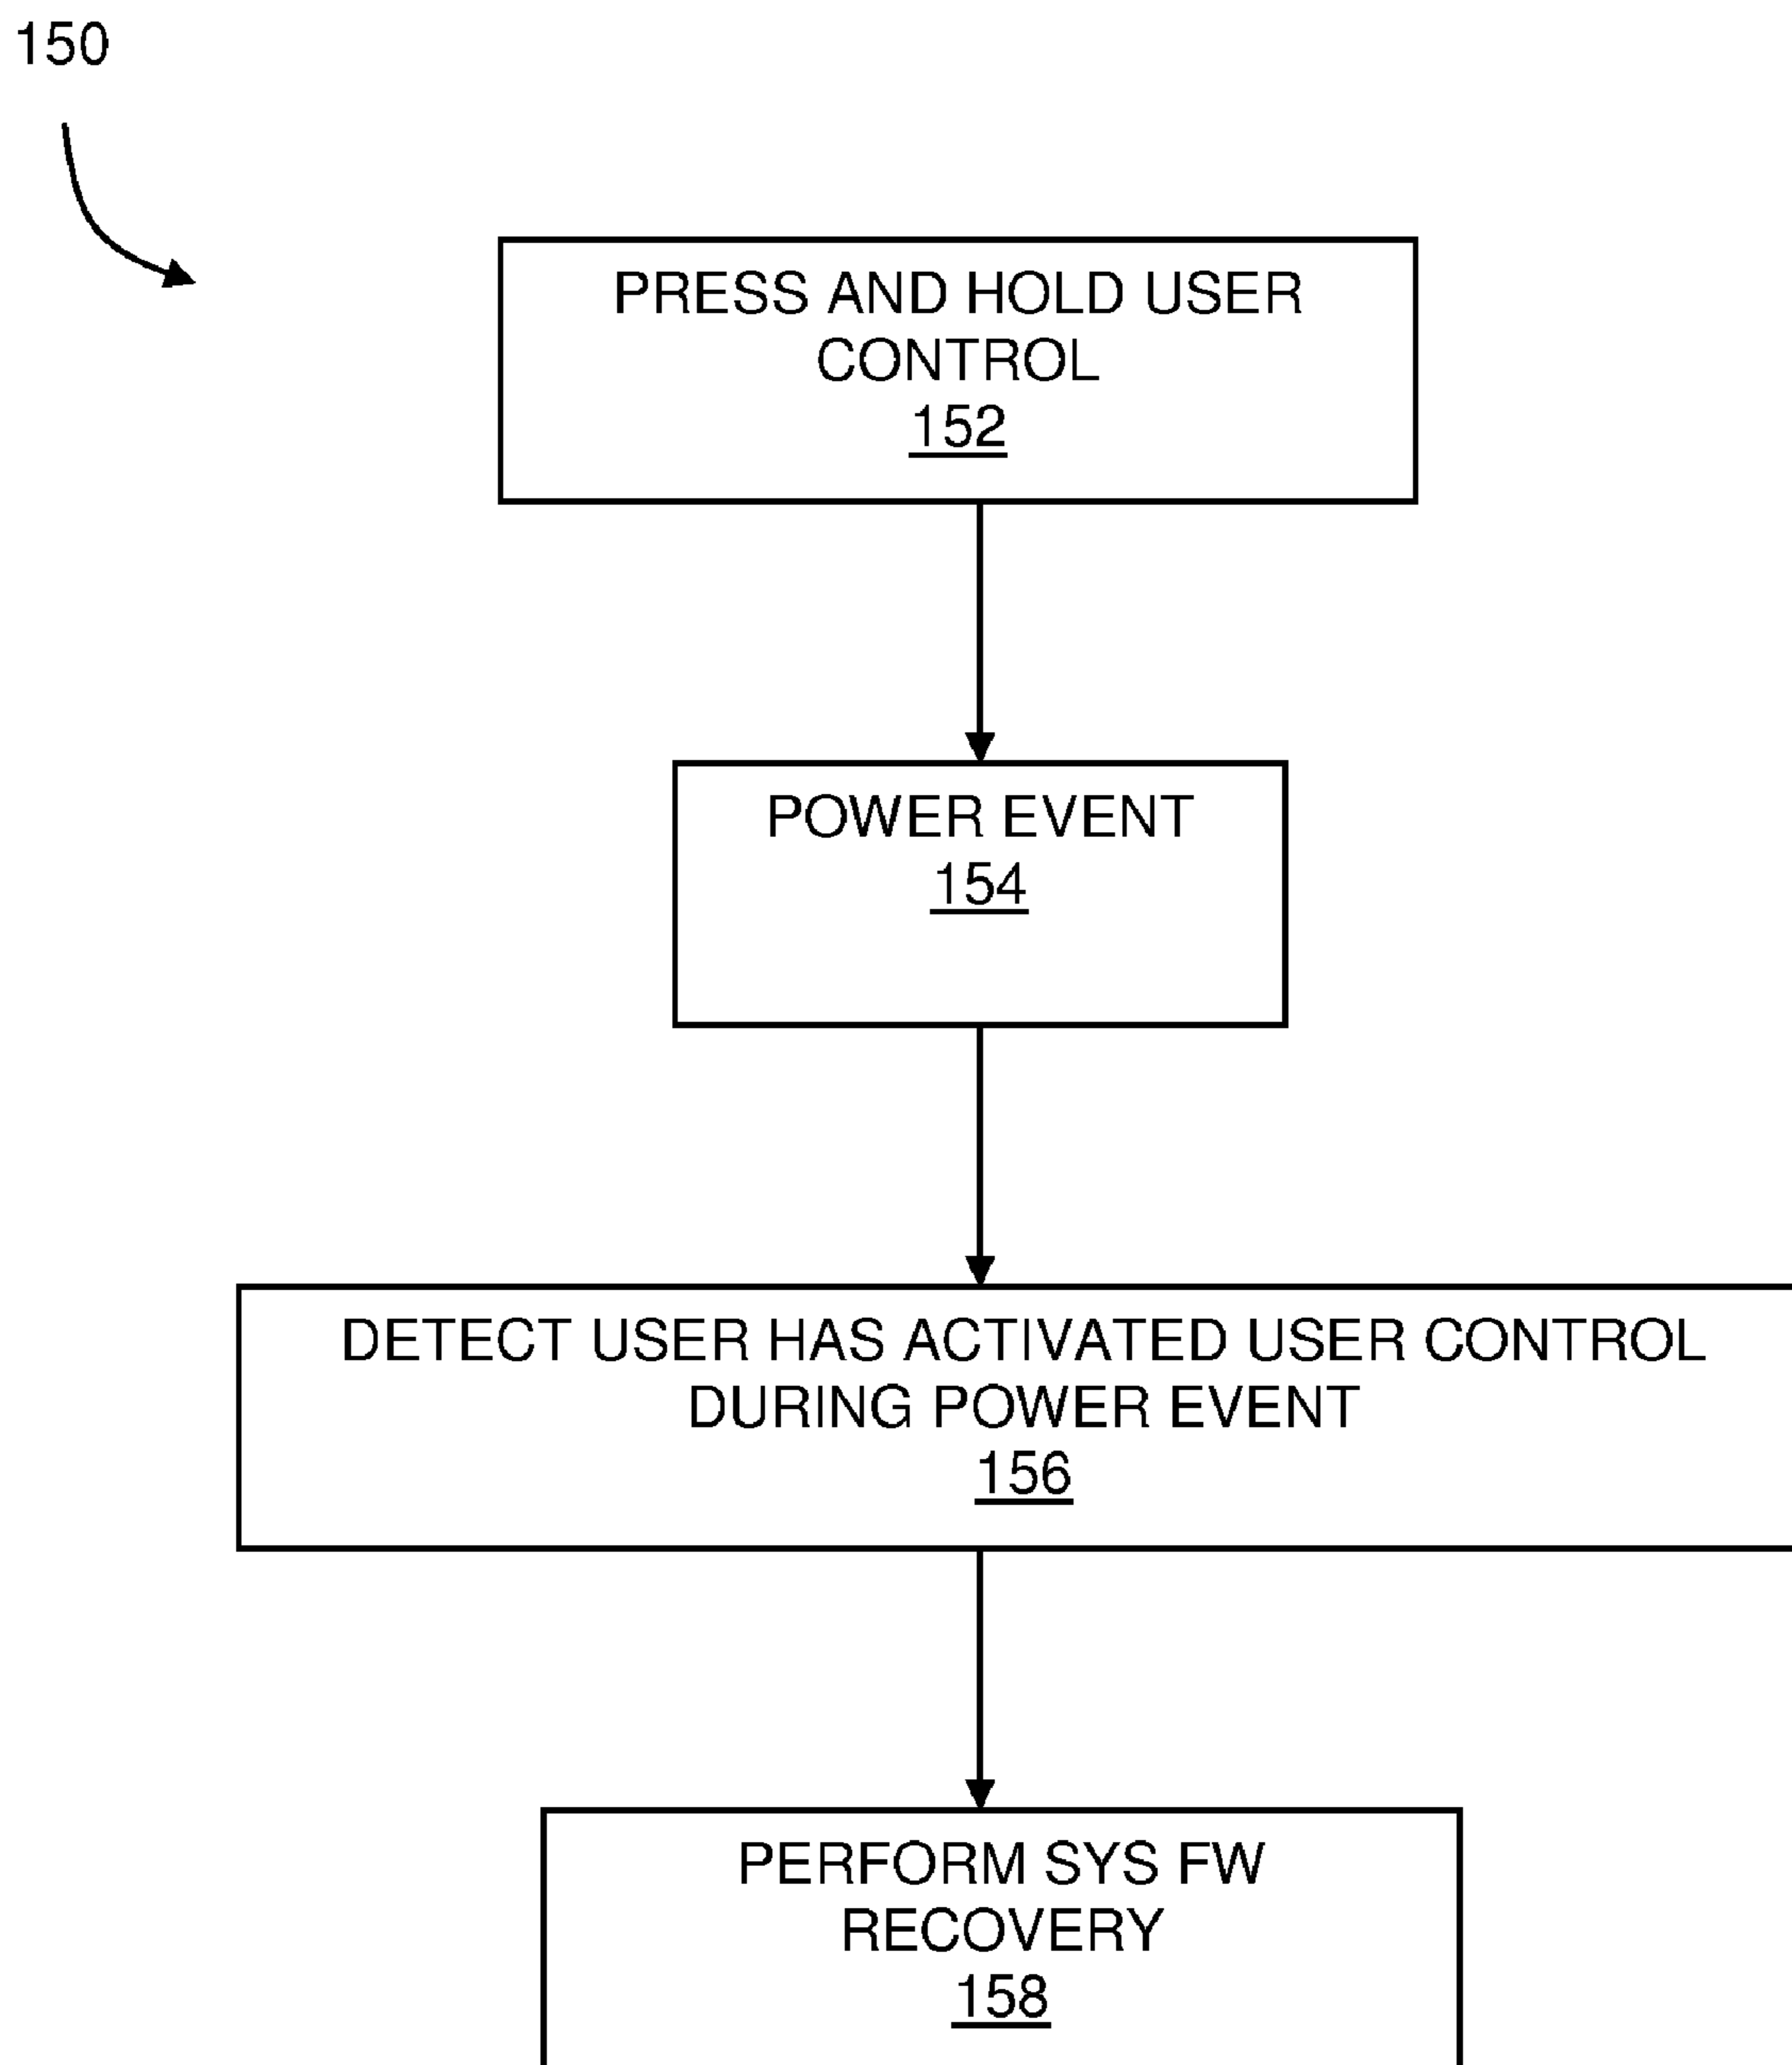 150
PRESS AND HOLD USER
CONTROL
152
POWER EVENT
154
DETECT USER HAS ACTIVATED USER CONTROL
DURING POWER EVENT
156
PERFORM SYS FW
RECOVERY
158